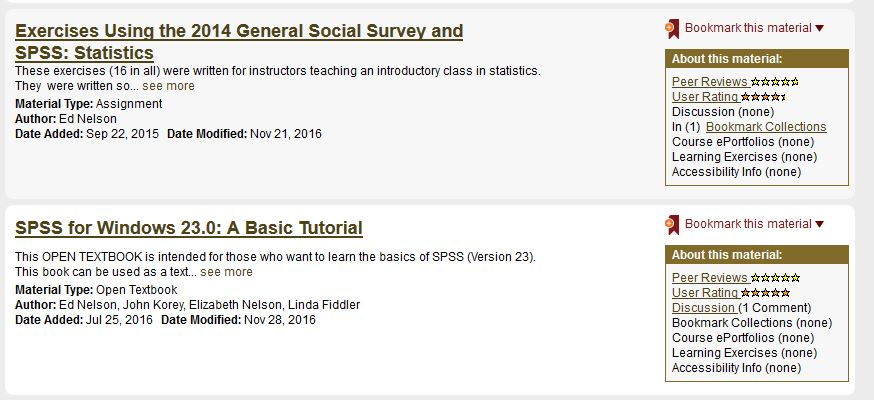 Exercises Using the 2014 General Social Survey and
SPSS: Statistics
These exercises (16 in all) were written for instructors teaching an introductory class in statistics.
They were written so... see more
Material Type: Assignment
Author: Ed Nelson
Date Added: Sep 22, 2015 Date Modified: Nov 21, 2016
Bookmark this material
About this material:
Peer Reviews
User Rating
Discussion (none)
In (1) Bookmark Collections
Course ePortfolios (none)
Learning Exercises (none)
Accessibility Info (none)
SPSS for Windows 23.0: A Basic Tutorial
This OPEN TEXTBOOK is intended for those who want to learn the basics of SPSS (Version 23).
This book can be used as a text... see more
Material Type: Open Textbook
Author: Ed Nelson, John Korey, Elizabeth Nelson, Linda Fiddler
Date Added: Jul 25, 2016 Date Modified: Nov 28, 2016
Bookmark this material
About this material:
Peer Reviews
User Rating
Discussion (1 Comment)
Bookmark Collections (none)
Course ePortfolios (none)
Learning Exercises (none)
Accessibility Info (none)